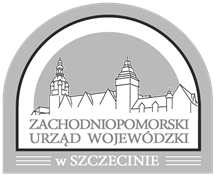 ZACHODNIOPOMORSKI
URZĄD WOJEWÓDZKI
w SZCZECINIE